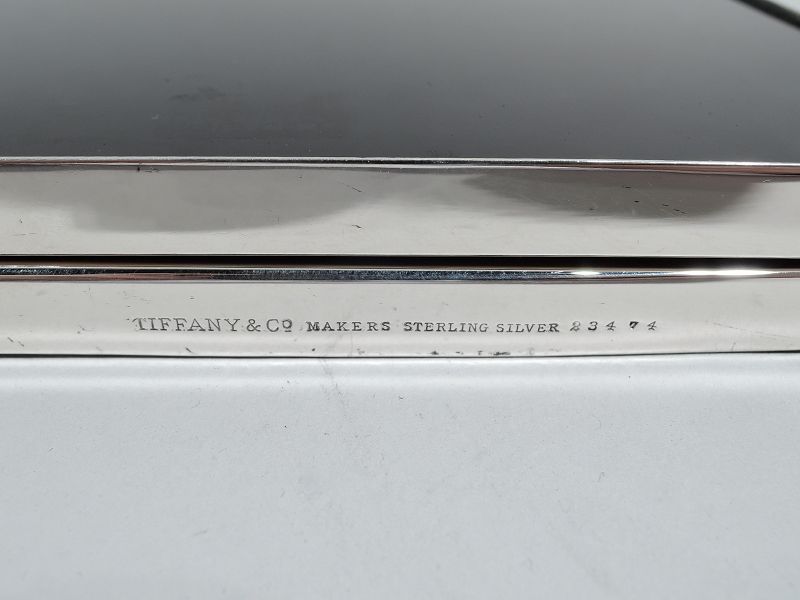 TIFFANY & Cº MAKERS STERLING SILVER 23474